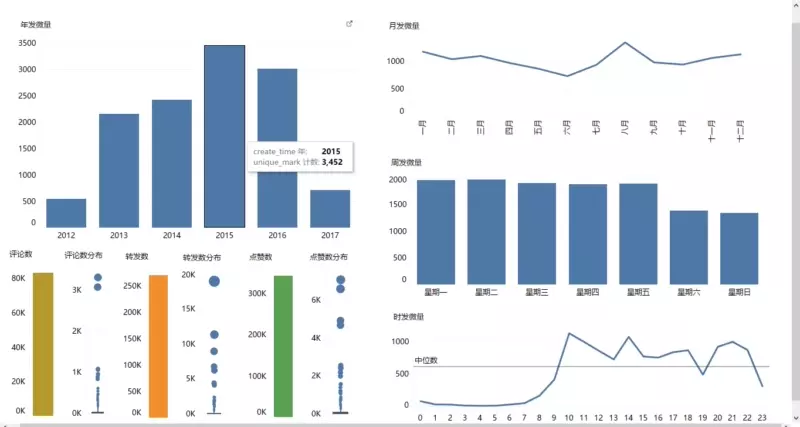 年发微量
3500
3000
2500
2000
1500
1000
500
0
2012 2013 2014 2015 2016 2017
create_time 年: 2015
unique_mark 计数: 3,452
月发微量
1000
500
0
一月 二月 三月 四月 五月 六月 七月 八月 九月 十月 十一月 十二月
周发微量
2000
1500
1000
500
0
星期一 星期二 星期三 星期四 星期五 星期六 星期日
评论数
80K
60K
40K
20K
0K
评论数分布
3K
2K
1K
0K
转发数
250K
200K
150K
100K
50K
0K
转发数分布
20K
15K
10K
5K
0K
点赞数
300K
200K
100K
0K
点赞数分布
6K
4K
2K
0K
时发微量
1000
中位数
500
0
0 1 2 3 4 5 6 7 8 9 10 11 12 13 14 15 16 17 18 19 20 21 22 23